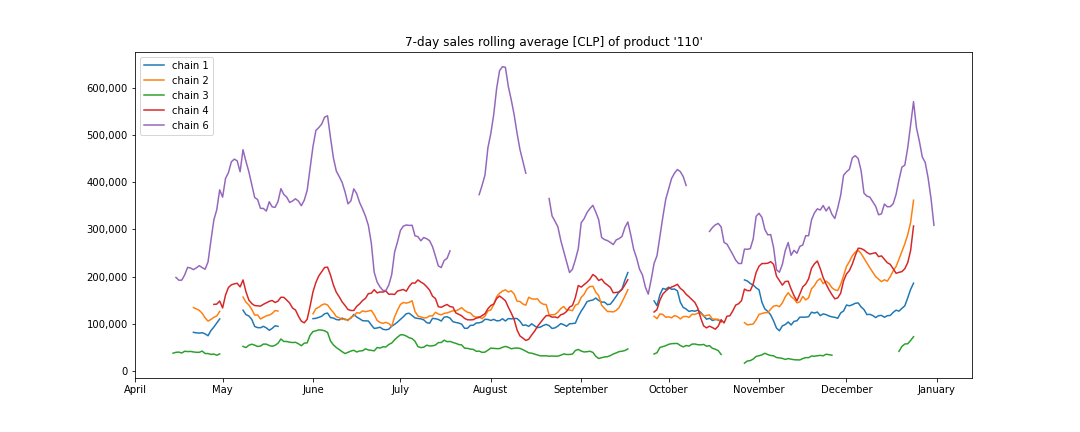 7-day sales rolling average [CLP] of product '110'
chain 1
chain 2
chain 3
chain 4
chain 6
600,000
500,000
400,000
300,000
200,000
100,000
0
April May June July August September October November December January